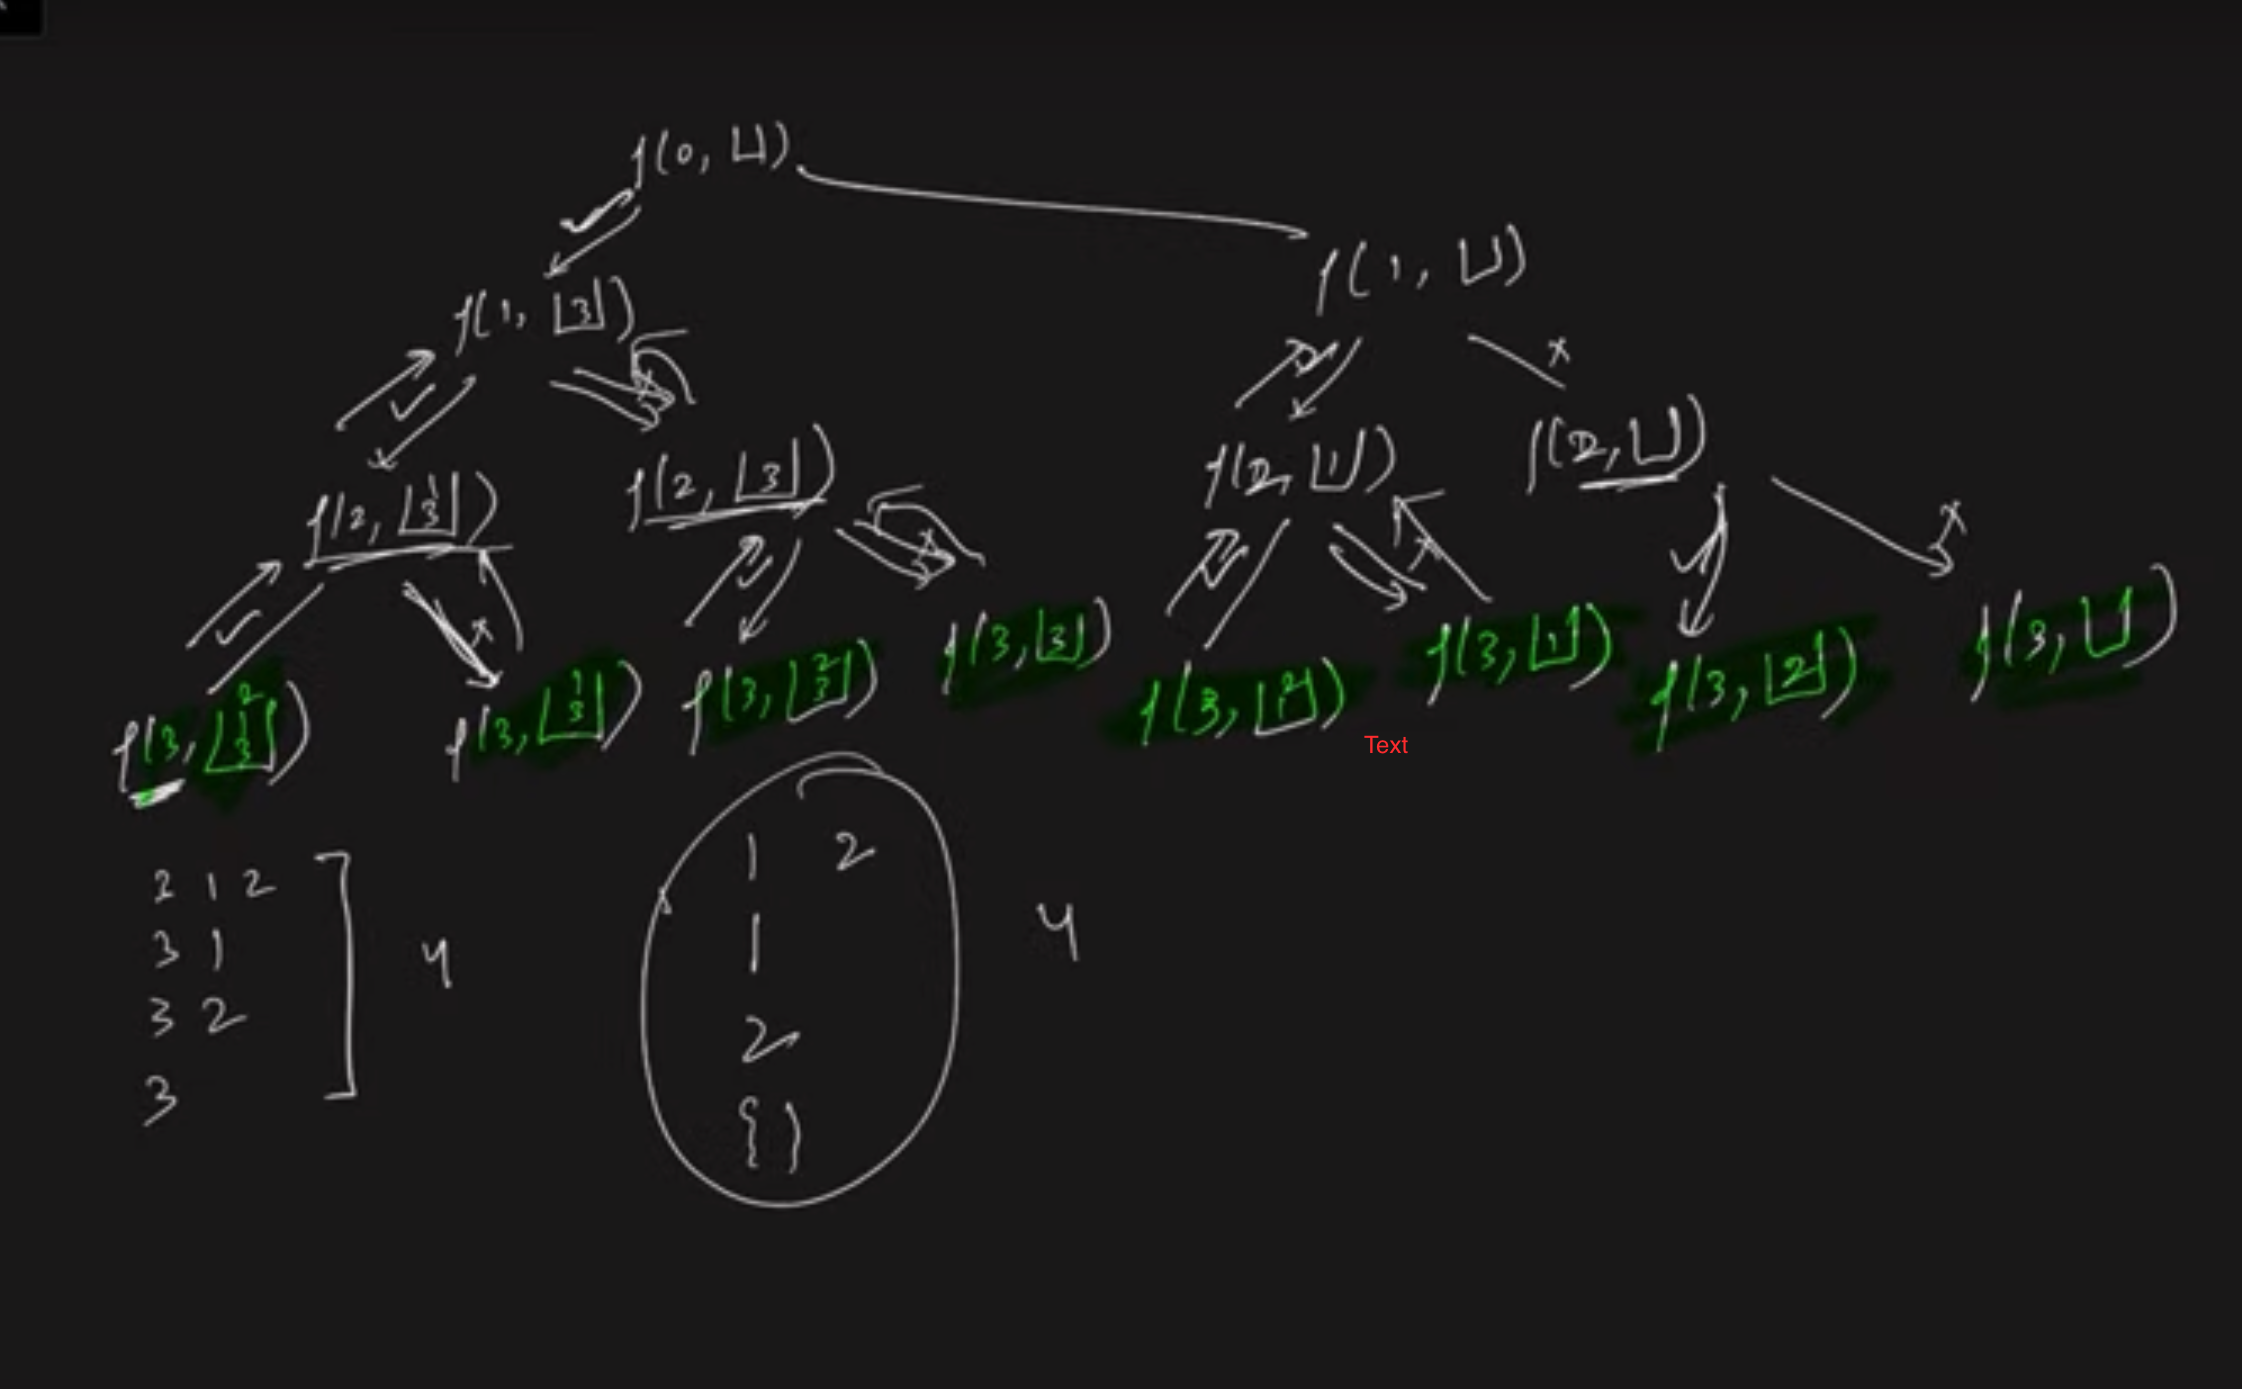 f(0, [])
f(1, [3])
f(1, [])
f(2, [3 1])
f(2, [3])
f(2, [1])
f(2, [])
f(3, [3 1 2])
f(3, [3 1])
f(3, [3 2])
f(3, [3])
f(3, [1 2])
f(3, [1])
f(3, [2])
f(3, [])
Text
3 1 2
3 1
3 2
3
4
1 2
1
2
{ }
4